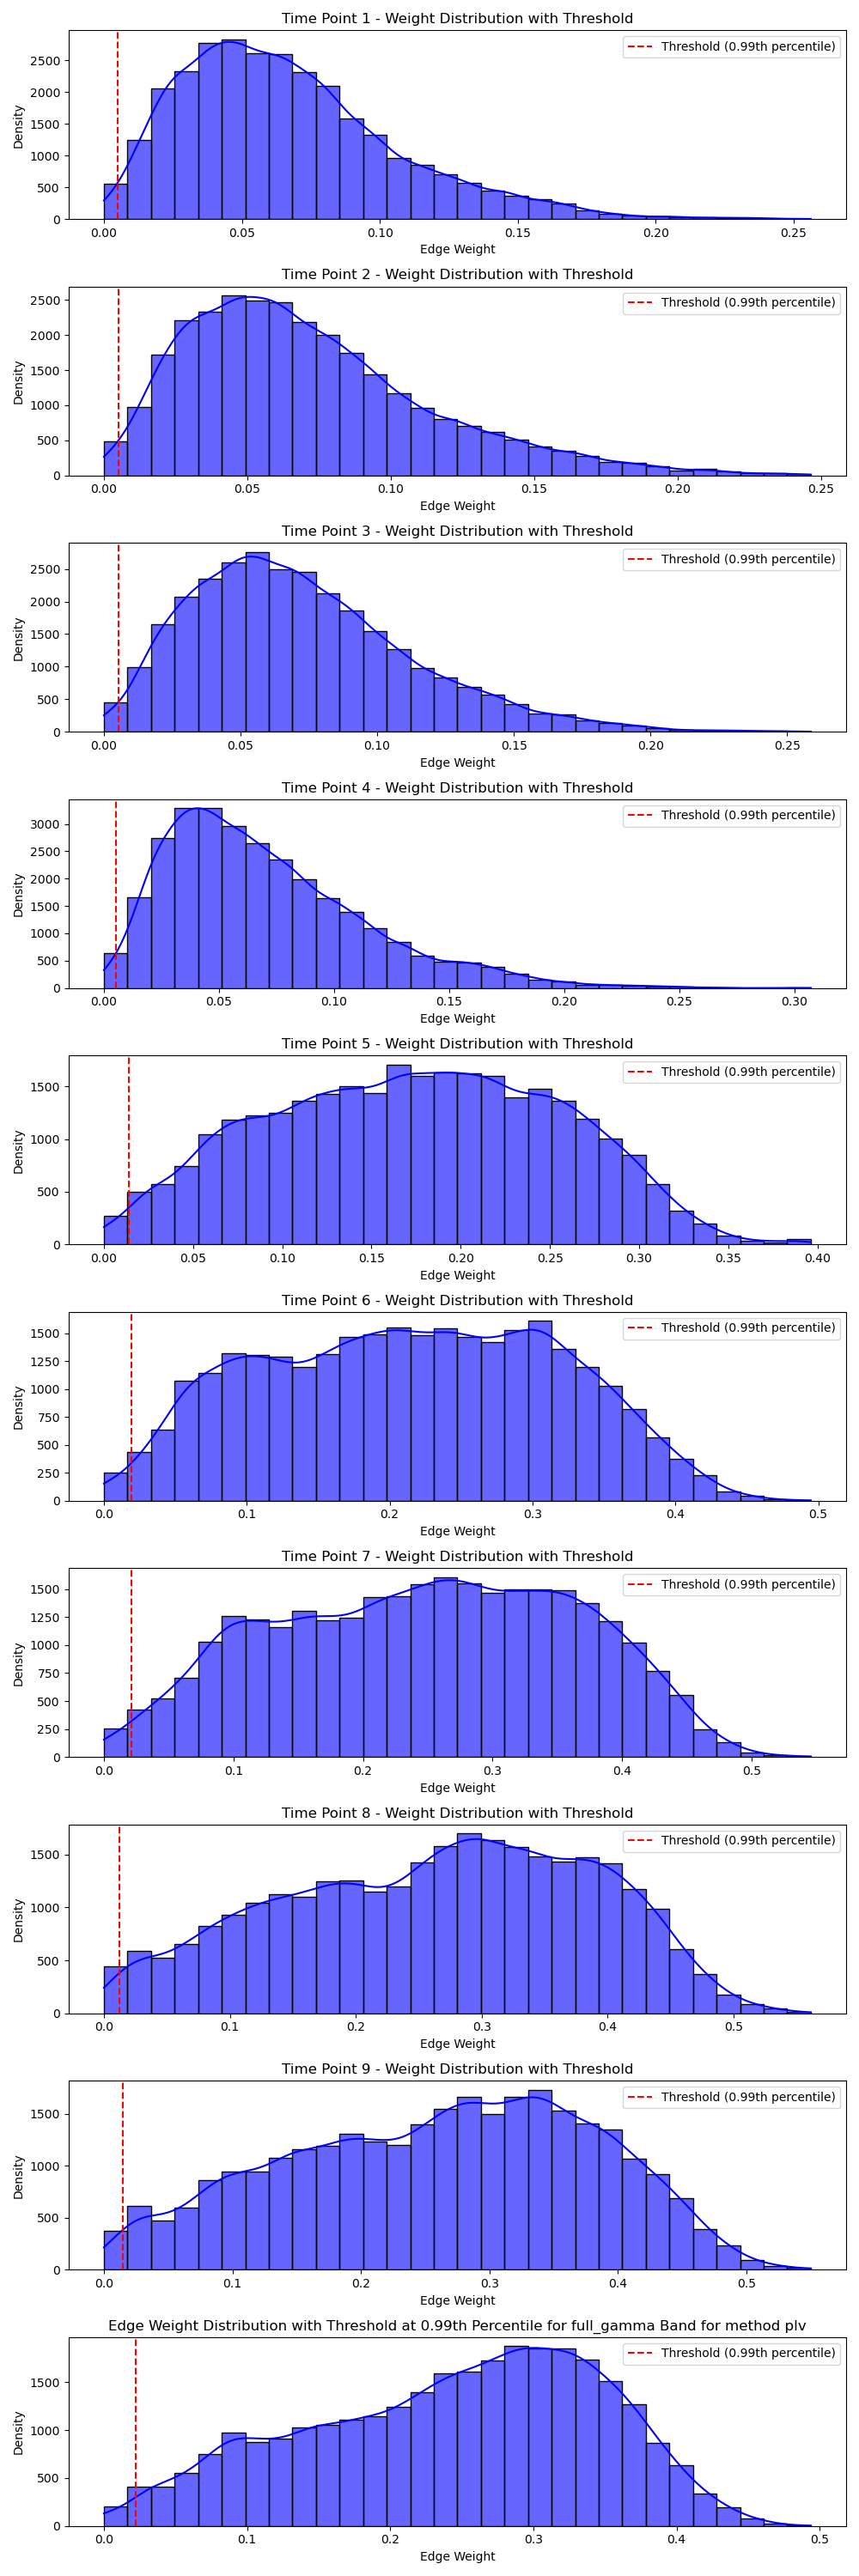 Time Point 1 - Weight Distribution with Threshold
Threshold (0.99th percentile)
Density
2500
2000
1500
1000
500
0
0.00 0.05 0.10 0.15 0.20 0.25
Edge Weight
Time Point 2 - Weight Distribution with Threshold
Threshold (0.99th percentile)
Density
2500
2000
1500
1000
500
0
0.00 0.05 0.10 0.15 0.20 0.25
Edge Weight
Time Point 3 - Weight Distribution with Threshold
Threshold (0.99th percentile)
Density
2500
2000
1500
1000
500
0
0.00 0.05 0.10 0.15 0.20 0.25
Edge Weight
Time Point 4 - Weight Distribution with Threshold
Threshold (0.99th percentile)
Density
3000
2500
2000
1500
1000
500
0
0.00 0.05 0.10 0.15 0.20 0.25 0.30
Edge Weight
Time Point 5 - Weight Distribution with Threshold
Threshold (0.99th percentile)
Density
1500
1000
500
0
0.00 0.05 0.10 0.15 0.20 0.25 0.30 0.35 0.40
Edge Weight
Time Point 6 - Weight Distribution with Threshold
Threshold (0.99th percentile)
Density
1500
1250
1000
750
500
250
0
0.0 0.1 0.2 0.3 0.4 0.5
Edge Weight
Time Point 7 - Weight Distribution with Threshold
Threshold (0.99th percentile)
Density
1500
1250
1000
750
500
250
0
0.0 0.1 0.2 0.3 0.4 0.5
Edge Weight
Time Point 8 - Weight Distribution with Threshold
Threshold (0.99th percentile)
Density
1500
1000
500
0
0.0 0.1 0.2 0.3 0.4 0.5
Edge Weight
Time Point 9 - Weight Distribution with Threshold
Threshold (0.99th percentile)
Density
1500
1000
500
0
0.0 0.1 0.2 0.3 0.4 0.5
Edge Weight
Edge Weight Distribution with Threshold at 0.99th Percentile for full_gamma Band for method plv
Threshold (0.99th percentile)
Density
1500
1000
500
0
0.0 0.1 0.2 0.3 0.4 0.5
Edge Weight